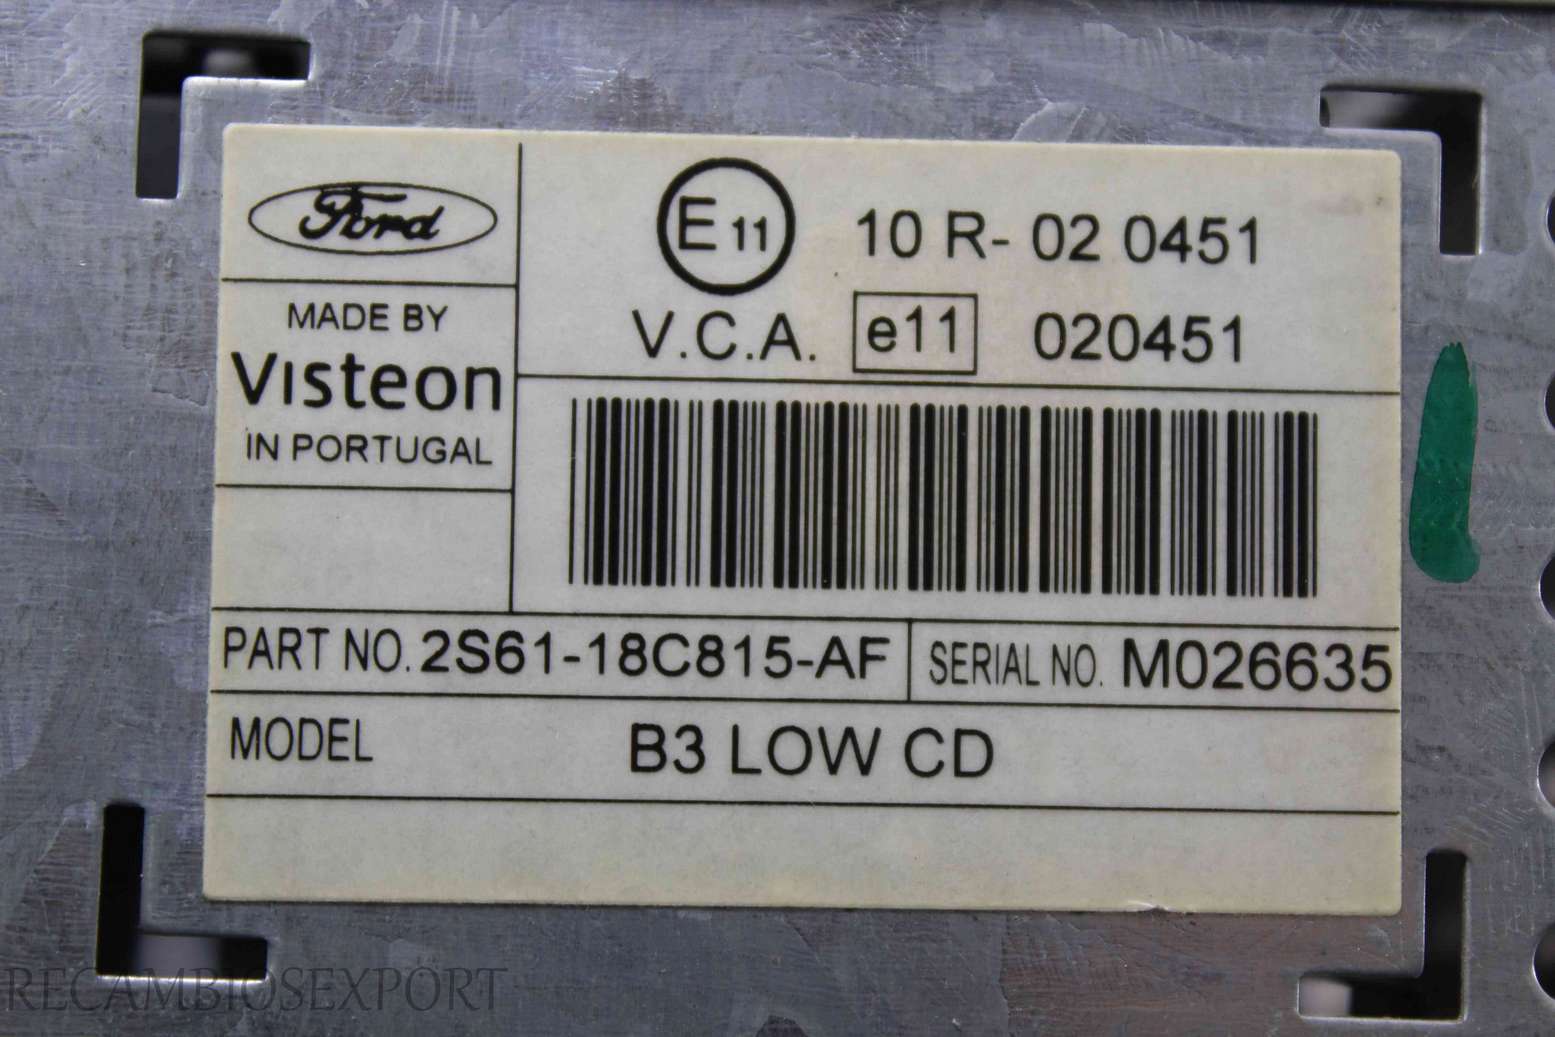 Ford
MADE BY
Visteon
IN PORTUGAL
E 11 10 R- 02 0451
V.C.A. e11 020451
PART NO. 2S61-18C815-AF SERIAL NO. M026635
MODEL B3 LOW CD
RECAMBIOSEXPORT